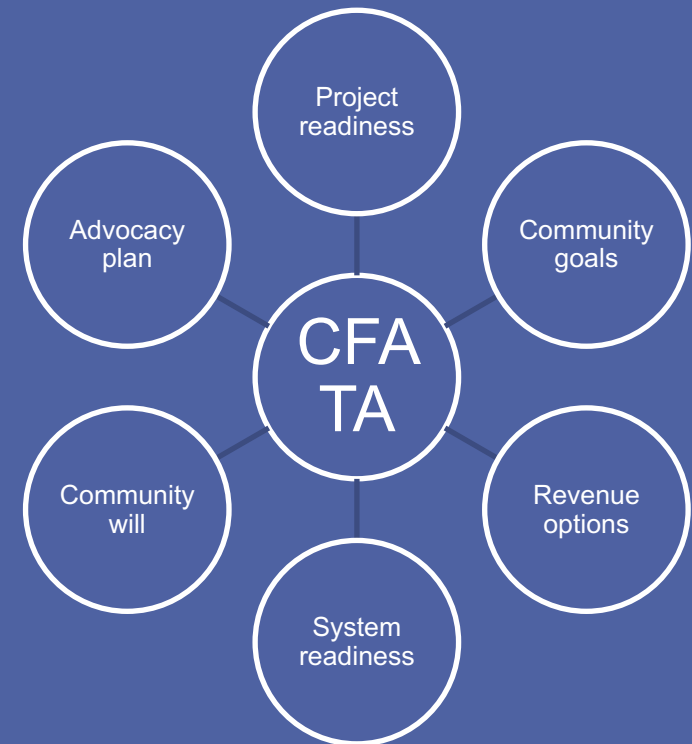 Project
readiness
Advocacy
plan
Community
goals
CFA
TA
Community
will
Revenue
options
System
readiness